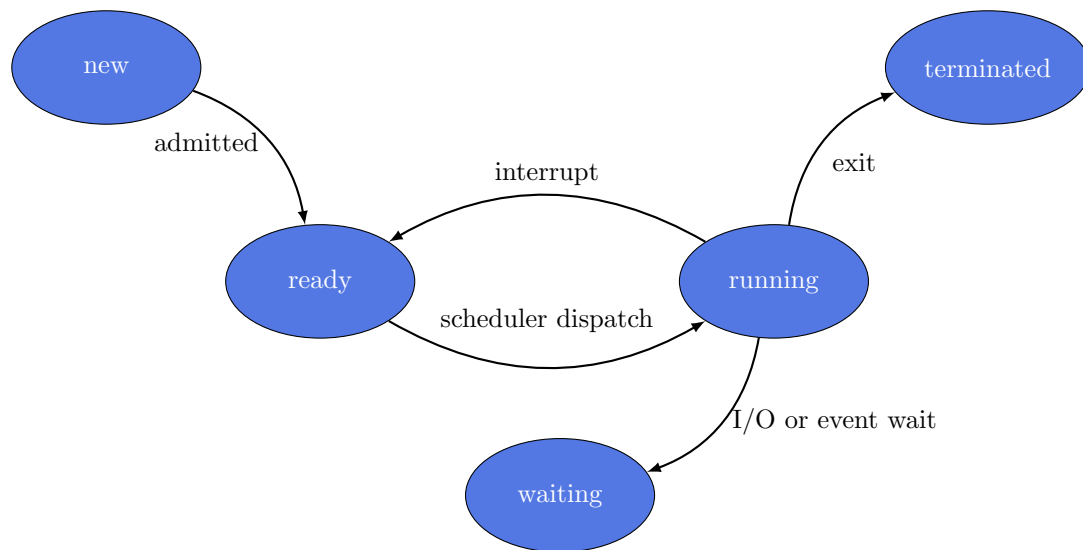 new
terminated
admitted
exit
interrupt
ready
running
scheduler dispatch
I/O or event wait
waiting